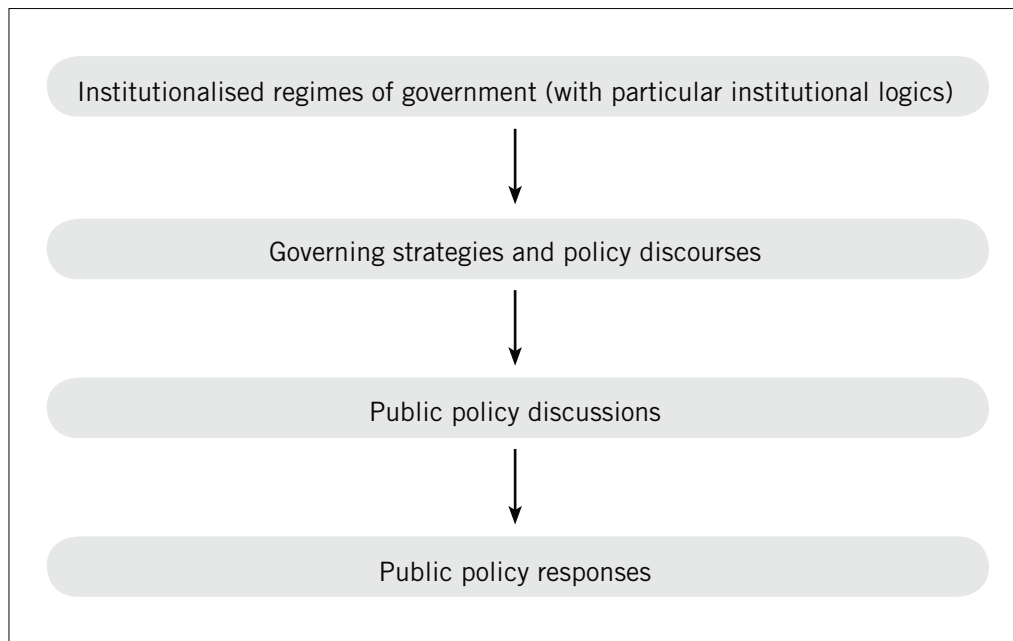 Institutionalised regimes of government (with particular institutional logics)
Governing strategies and policy discourses
Public policy discussions
Public policy responses